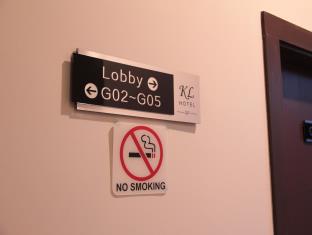 Lobby →
← G02~G05
KL
HOTEL
NO SMOKING